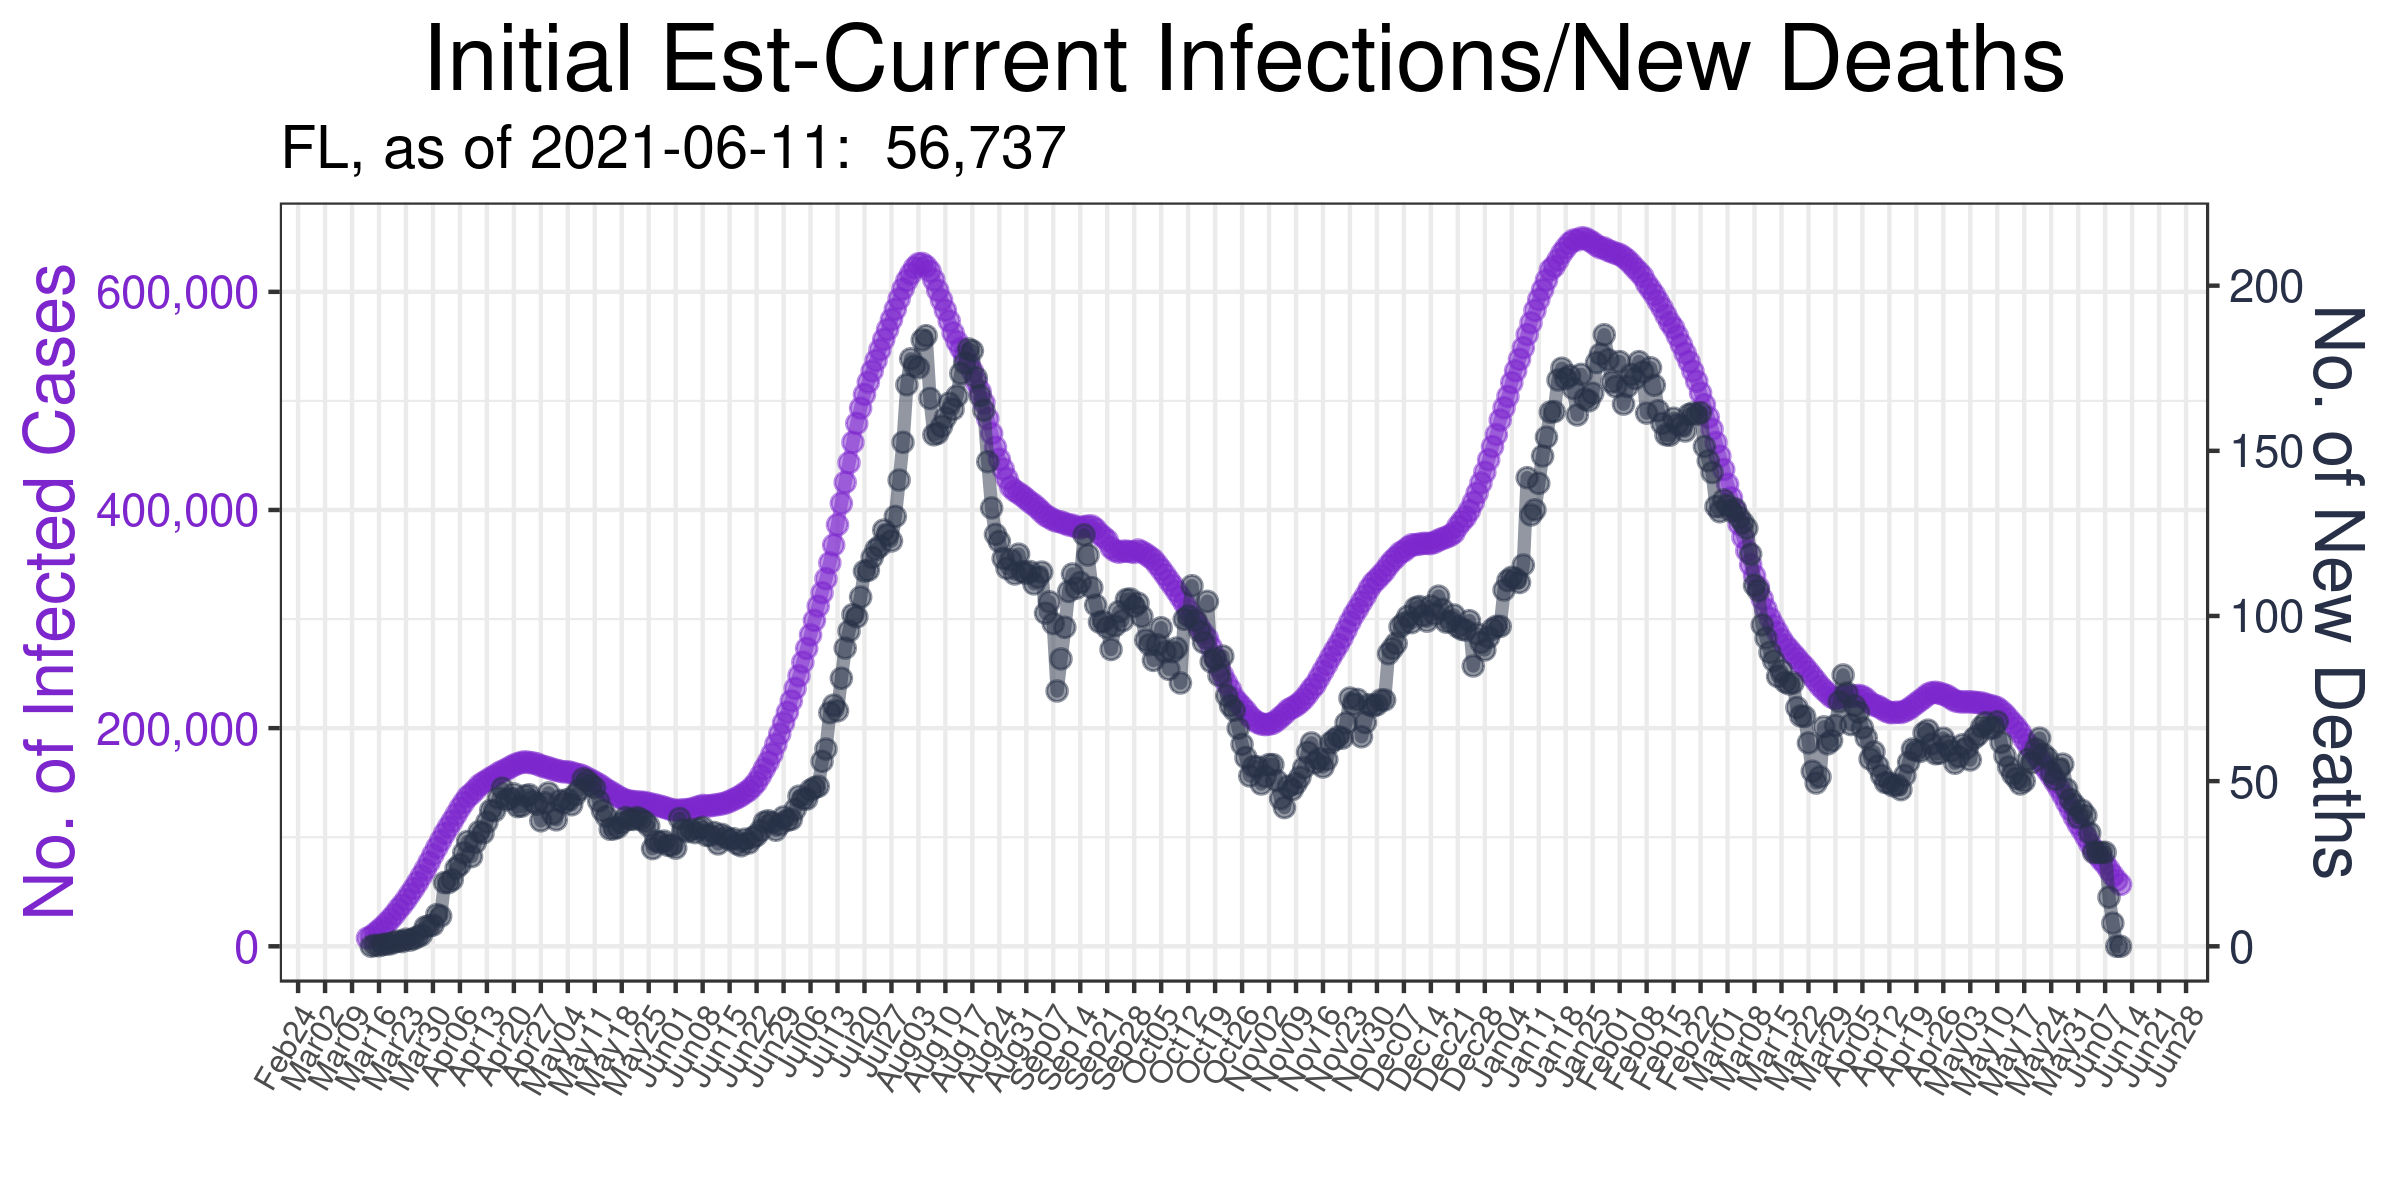 Initial Est-Current Infections/New Deaths
FL, as of 2021-06-11:  56,737
No. of Infected Cases
600,000
400,000
200,000
0
200
150
100
50
0
No. of New Deaths
Feb24
Mar02
Mar09
Mar16
Mar23
Mar30
Apr06
Apr13
Apr20
Apr27
May04
May11
May18
May25
Jun01
Jun08
Jun15
Jun22
Jun29
Jul06
Jul13
Jul20
Jul27
Aug03
Aug10
Aug17
Aug24
Aug31
Sep07
Sep14
Sep21
Sep28
Oct05
Oct12
Oct19
Oct26
Nov02
Nov09
Nov16
Nov23
Nov30
Dec07
Dec14
Dec21
Dec28
Jan04
Jan11
Jan18
Jan25
Feb01
Feb08
Feb15
Feb22
Mar01
Mar08
Mar15
Mar22
Mar29
Apr05
Apr12
Apr19
Apr26
May03
May10
May17
May24
May31
Jun07
Jun14
Jun21
Jun28